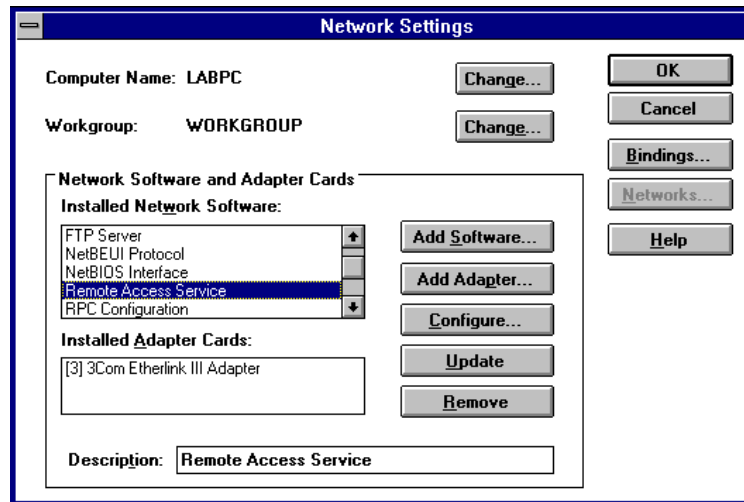 Network Settings
Computer Name: LABPC
Change...
OK
Cancel
Workgroup: WORKGROUP
Change...
Bindings...
Networks...
Help
Network Software and Adapter Cards
Installed Network Software:
FTP Server
NetBEUI Protocol
NetBIOS Interface
Remote Access Service
RPC Configuration
Add Software...
Add Adapter...
Configure...
Update
Remove
Installed Adapter Cards:
[3] 3Com Etherlink III Adapter
Description: Remote Access Service